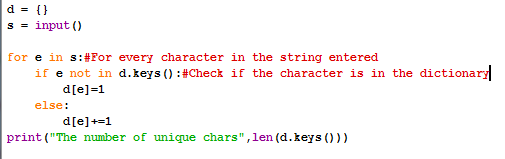 d = {}
s = input()
for e in s:#For every character in the string entered
    if e not in d.keys():#Check if the character is in the dictionary
        d[e]=1
    else:
        d[e]+=1
print("The number of unique chars",len(d.keys()))